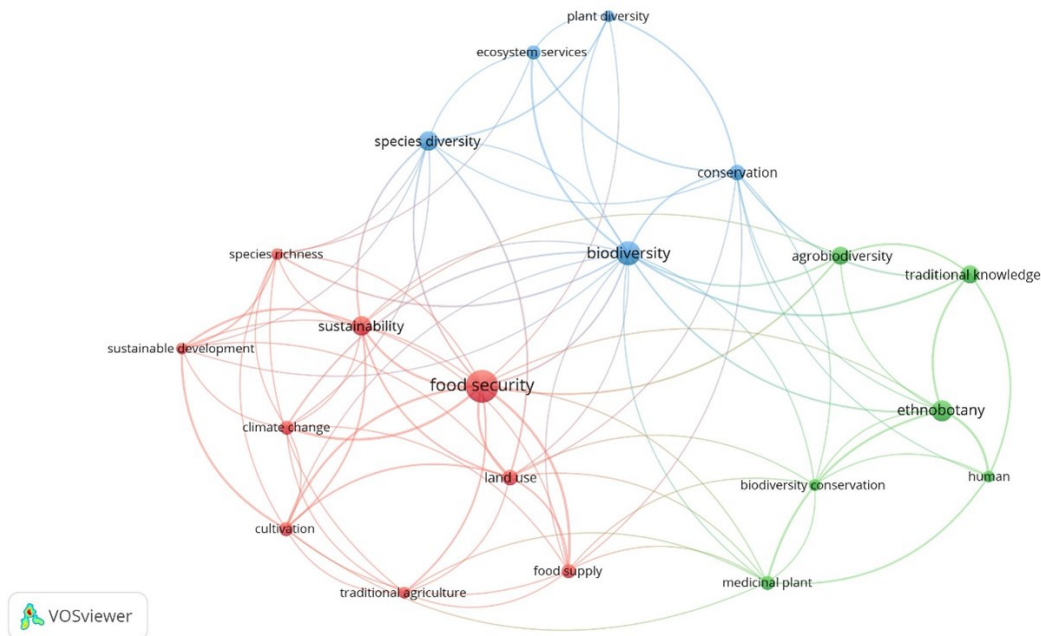 plant diversity
ecosystem services
species diversity
conservation
species richness
biodiversity
agrobiodiversity
traditional knowledge
sustainability
sustainable development
food security
climate change
ethnobotany
land use
biodiversity conservation
human
cultivation
food supply
traditional agriculture
medicinal plant
VOSviewer